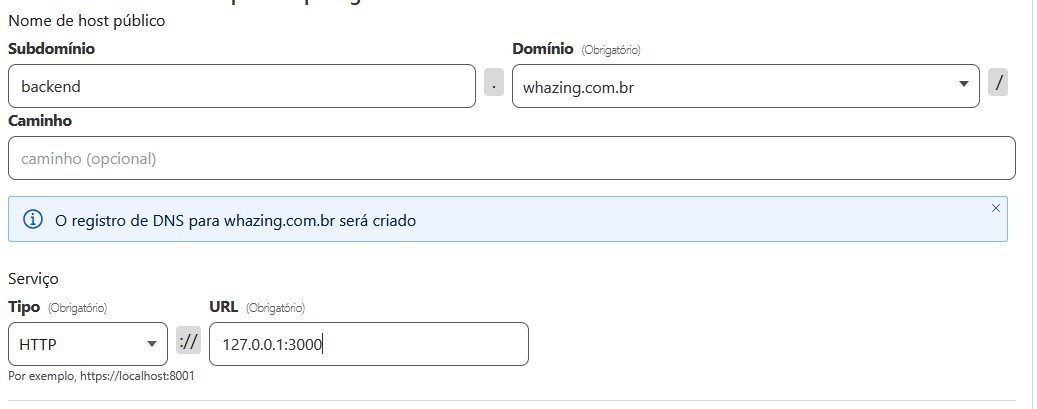 Nome de host público
Subdomínio
Domínio (Obrigatório)
backend . whazing.com.br /
Caminho
caminho (opcional)
O registro de DNS para whazing.com.br será criado
Serviço
Tipo (Obrigatório)
URL (Obrigatório)
HTTP :// 127.0.0.1:3000
Por exemplo, https://localhost:8001